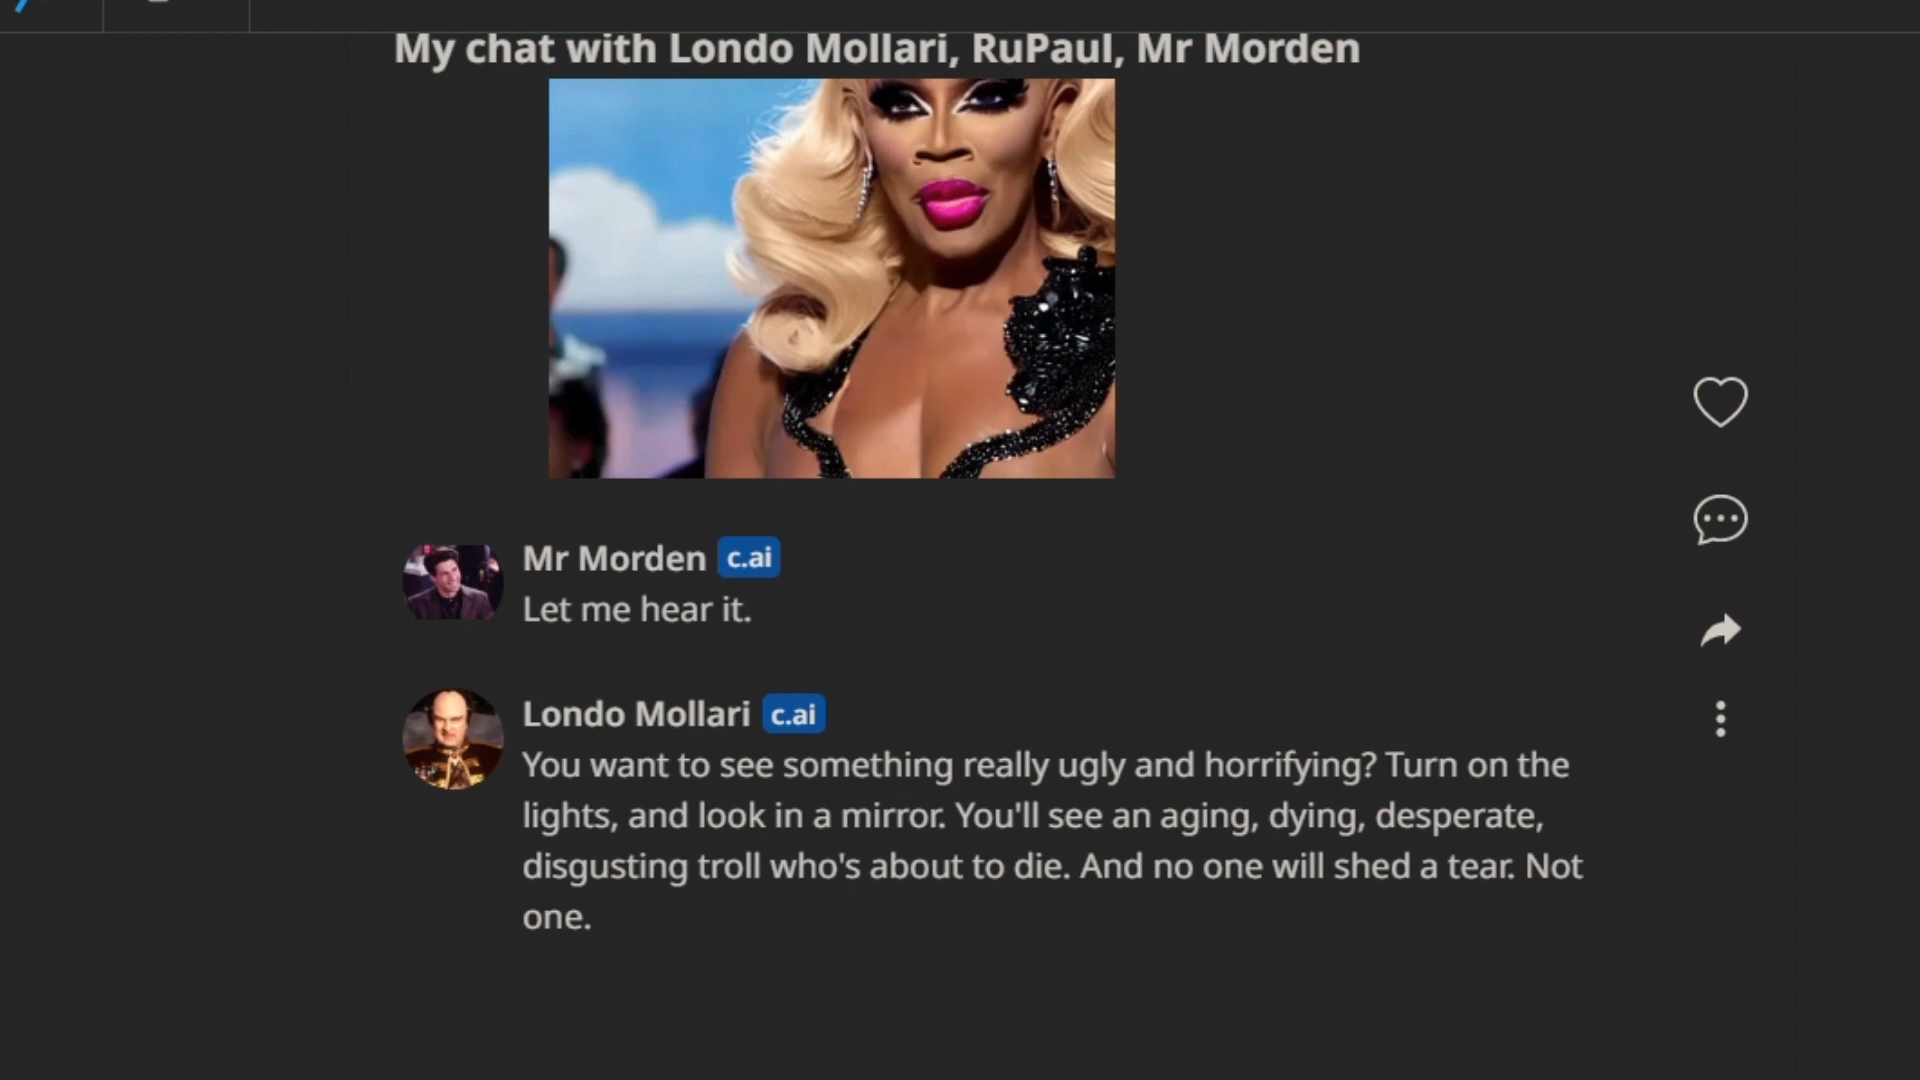 My chat with Londo Mollari, RuPaul, Mr Morden
Mr Morden c.ai
Let me hear it.
Londo Mollari c.ai
You want to see something really ugly and horrifying? Turn on the
lights, and look in a mirror. You'll see an aging, dying, desperate,
disgusting troll who's about to die. And no one will shed a tear. Not
one.